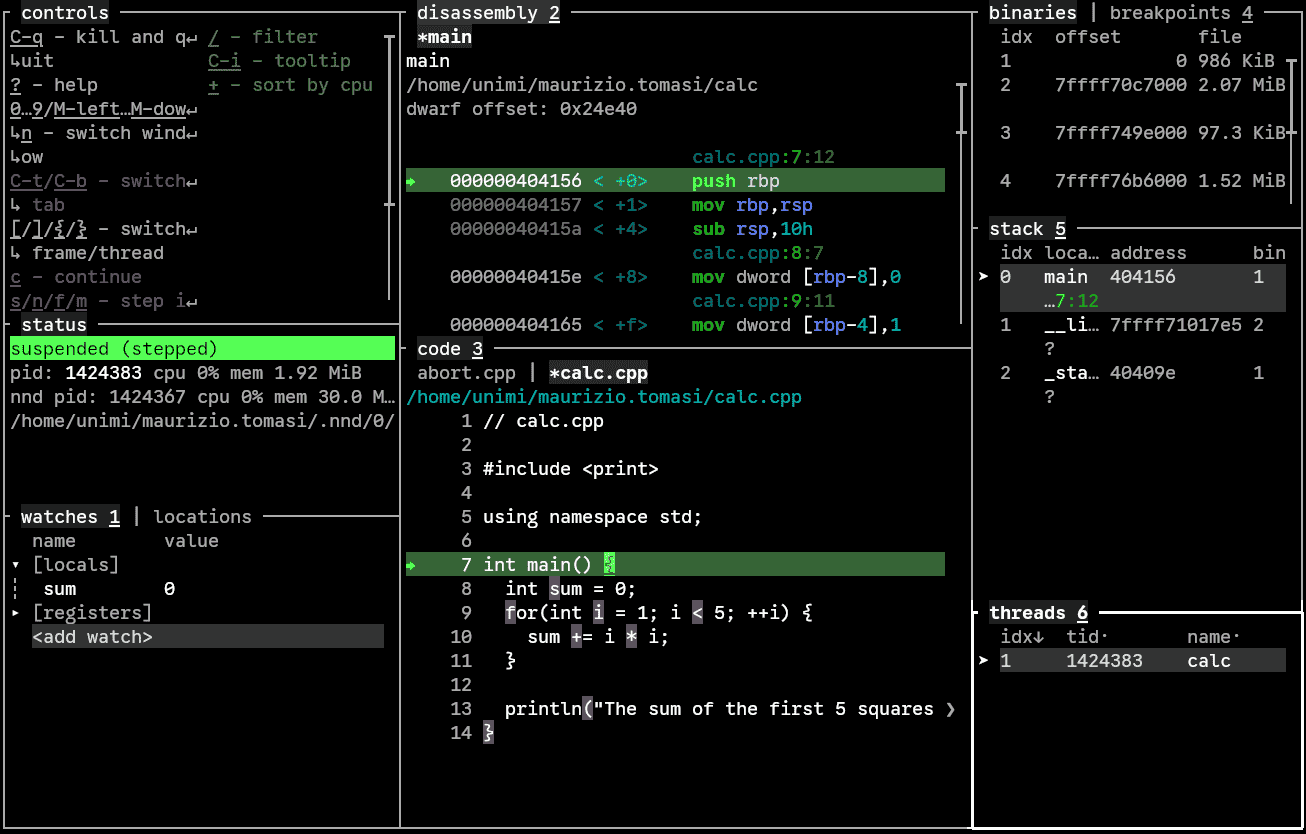 controls
C-q - kill and q↵ / - filter
↳uit C-i - tooltip
? - help + - sort by cpu
0…9/M-left…M-dow↵
↳n - switch wind↵
↳ow
C-t/C-b - switch↵
↳ tab
[/]/{/} - switch↵
↳ frame/thread
c - continue
s/n/f/m - step i↵
status
suspended (stepped)
pid: 1424383 cpu 0% mem 1.92 MiB
nnd pid: 1424367 cpu 0% mem 30.0 M…
/home/unimi/maurizio.tomasi/.nnd/0/
watches 1 | locations
name value
▾ [locals]
sum 0
▸ [registers]
<add watch>
disassembly 2
*main
main
/home/unimi/maurizio.tomasi/calc
dwarf offset: 0x24e40
calc.cpp:7:12
➡ 000000404156 < +0> push rbp
000000404157 < +1> mov rbp,rsp
00000040415a < +4> sub rsp,10h
calc.cpp:8:7
00000040415e < +8> mov dword [rbp-8],0
calc.cpp:9:11
000000404165 < +f> mov dword [rbp-4],1
code 3
abort.cpp | *calc.cpp
/home/unimi/maurizio.tomasi/calc.cpp
1 // calc.cpp
2
3 #include <print>
4
5 using namespace std;
6
➡ 7 int main() {
8 int sum = 0;
9 for(int i = 1; i < 5; ++i) {
10 sum += i * i;
11 }
12
13 println("The sum of the first 5 squares ❯
14 }
binaries | breakpoints 4
idx offset file
1 0 986 KiB
2 7ffff70c7000 2.07 MiB
3 7ffff749e000 97.3 KiB
4 7ffff76b6000 1.52 MiB
stack 5
idx loca… address bin
➤ 0 main 404156 1
…7:12
1 __li… 7ffff71017e5 2
?
2 _sta… 40409e 1
?
threads 6
idx↓ tid· name·
➤ 1 1424383 calc